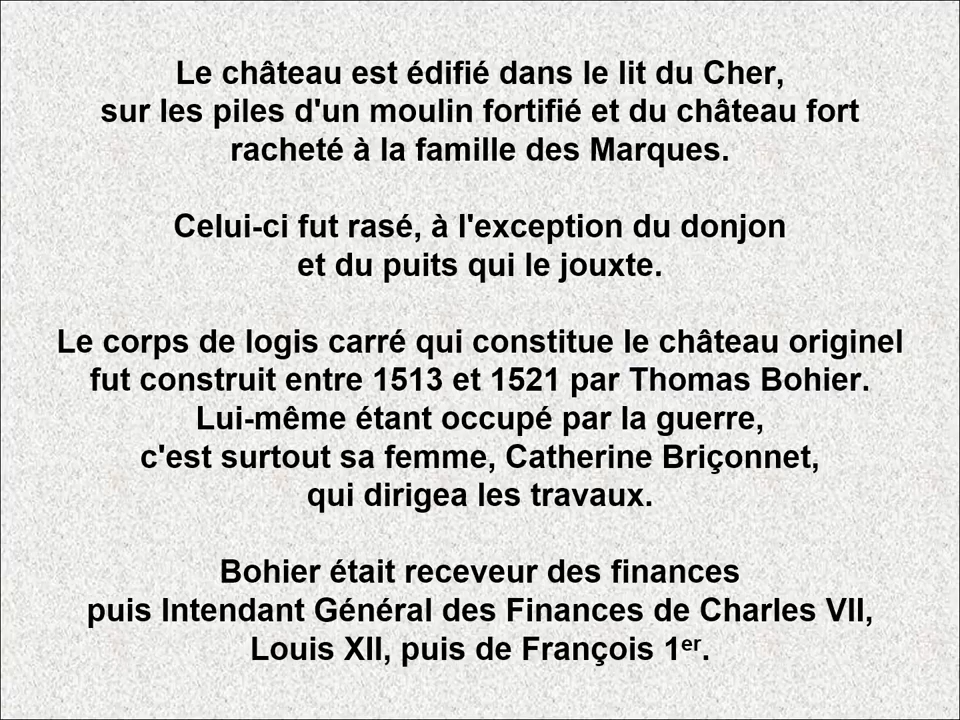 Le château est édifié dans le lit du Cher,
sur les piles d'un moulin fortifié et du château fort
racheté à la famille des Marques.
Celui-ci fut rasé, à l'exception du donjon
et du puits qui le jouxte.
Le corps de logis carré qui constitue le château originel
fut construit entre 1513 et 1521 par Thomas Bohier.
Lui-même étant occupé par la guerre,
c'est surtout sa femme, Catherine Briçonnet,
qui dirigea les travaux.
Bohier était receveur des finances
puis Intendant Général des Finances de Charles VII,
Louis XII, puis de François 1er.